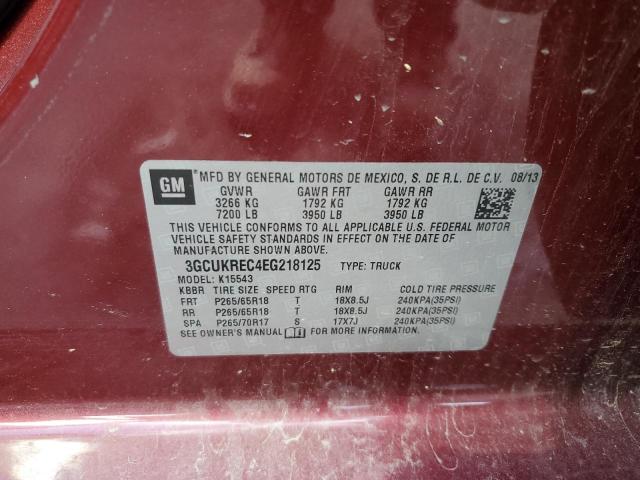 GM MFD BY GENERAL MOTORS DE MEXICO, S. DE R.L. DE C.V. 08/13
GVWR GAWR FRT GAWR RR
3266 KG 1792 KG 1792 KG
7200 LB 3950 LB 3950 LB
THIS VEHICLE CONFORMS TO ALL APPLICABLE U.S. FEDERAL MOTOR
VEHICLE SAFETY STANDARDS IN EFFECT ON THE DATE OF
MANUFACTURE SHOWN ABOVE.
3GCUKREC4EG218125 TYPE: TRUCK
MODEL: K15543
KBBR TIRE SIZE SPEED RTG RIM COLD TIRE PRESSURE
FRT P265/65R18 T 18X8.5J 240KPA(35PSI)
RR P265/65R18 T 18X8.5J 240KPA(35PSI)
SPA P265/70R17 S 17X7J 240KPA(35PSI)
SEE OWNER'S MANUAL FOR MORE INFORMATION